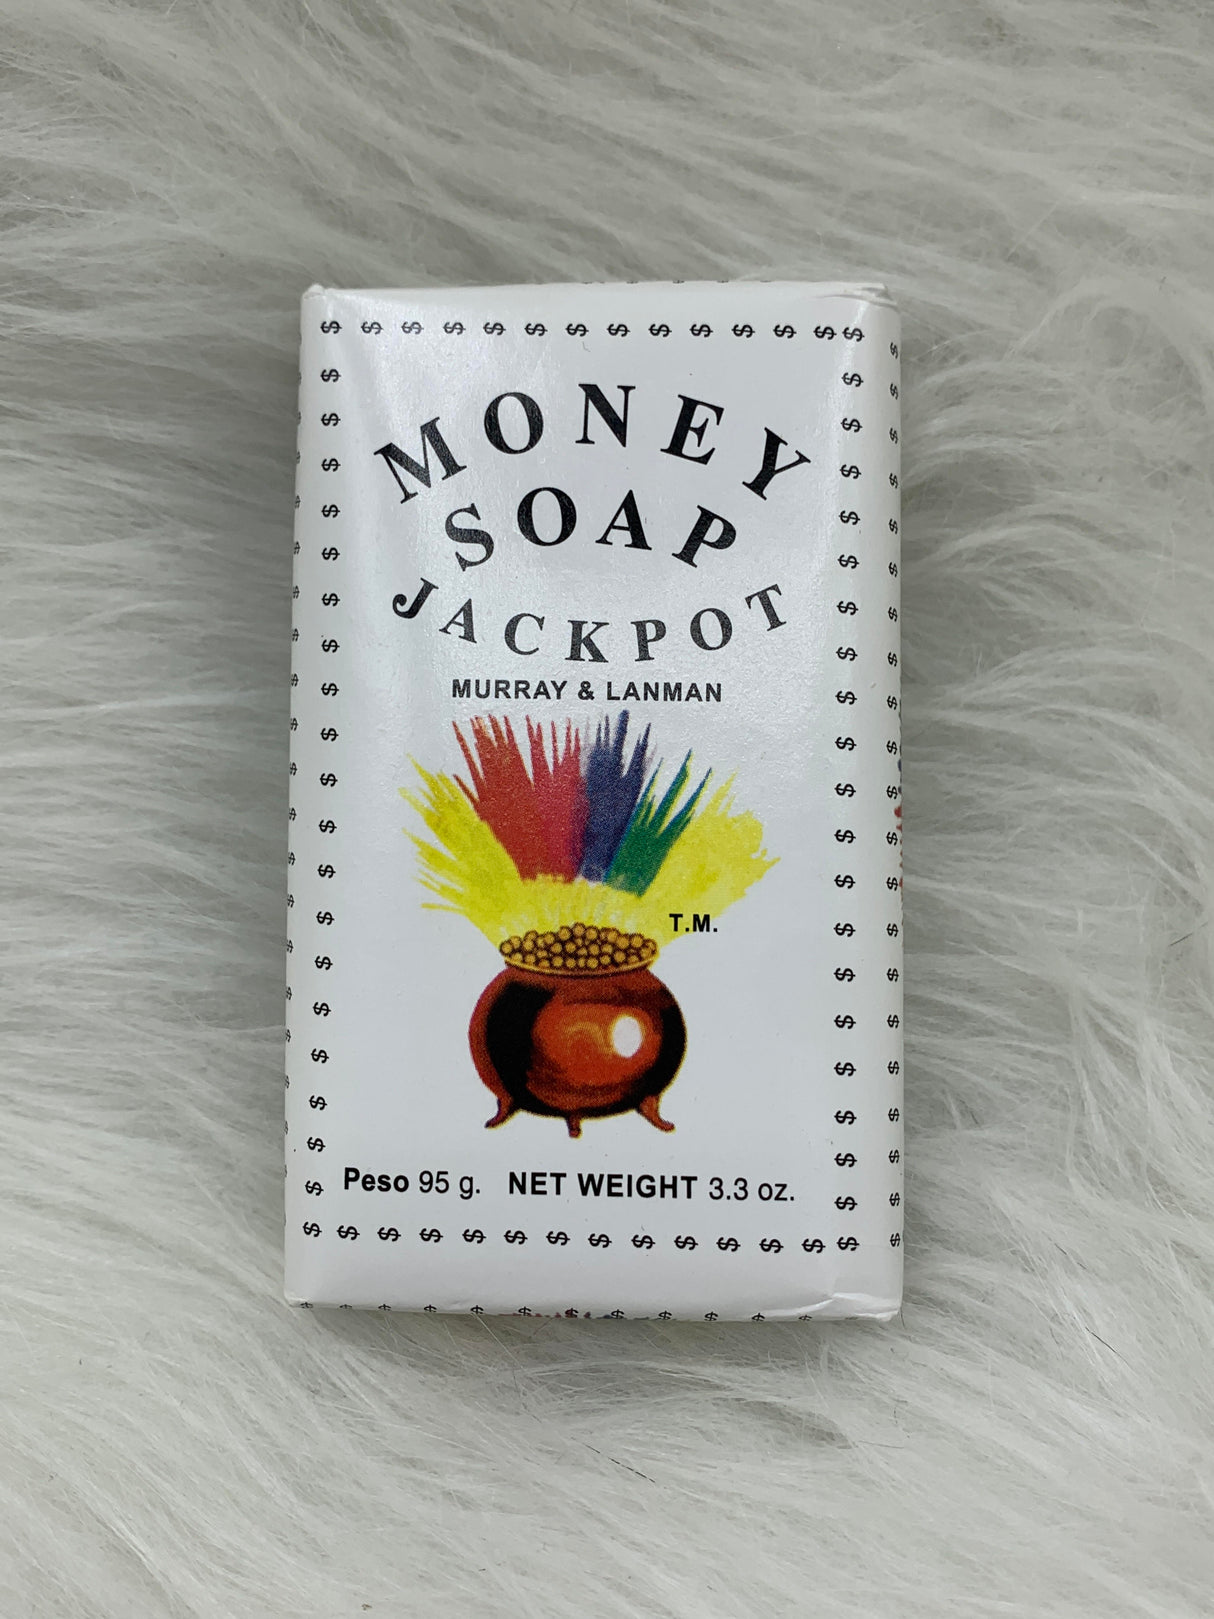 $ $ $ $ $ $ $ $ $ $ $ $ $ $
MONEY
SOAP
JACKPOT
MURRAY & LANMAN
T.M.
Peso 95 g. NET WEIGHT 3.3 oz.
$ $ $ $ $ $ $ $ $ $ $ $ $ $